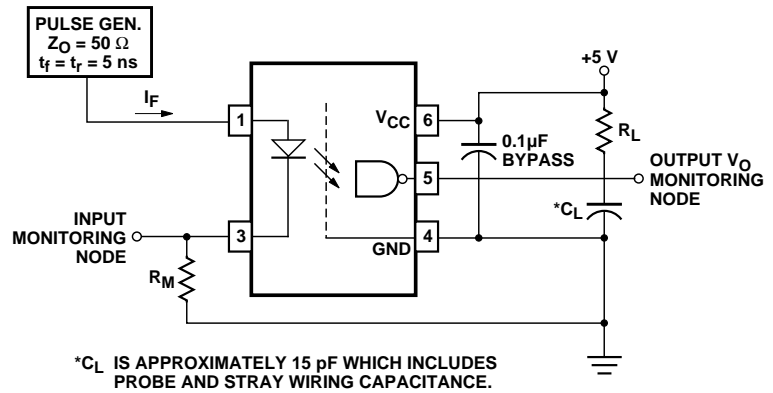 PULSE GEN.
Z_O = 50 Ω
t_f = t_r = 5 ns
I_F
+5 V
1
V_CC
6
0.1µF
BYPASS
R_L
5
OUTPUT V_O
MONITORING
NODE
*C_L
INPUT
MONITORING
NODE
3
GND
4
R_M
*C_L IS APPROXIMATELY 15 pF WHICH INCLUDES
PROBE AND STRAY WIRING CAPACITANCE.